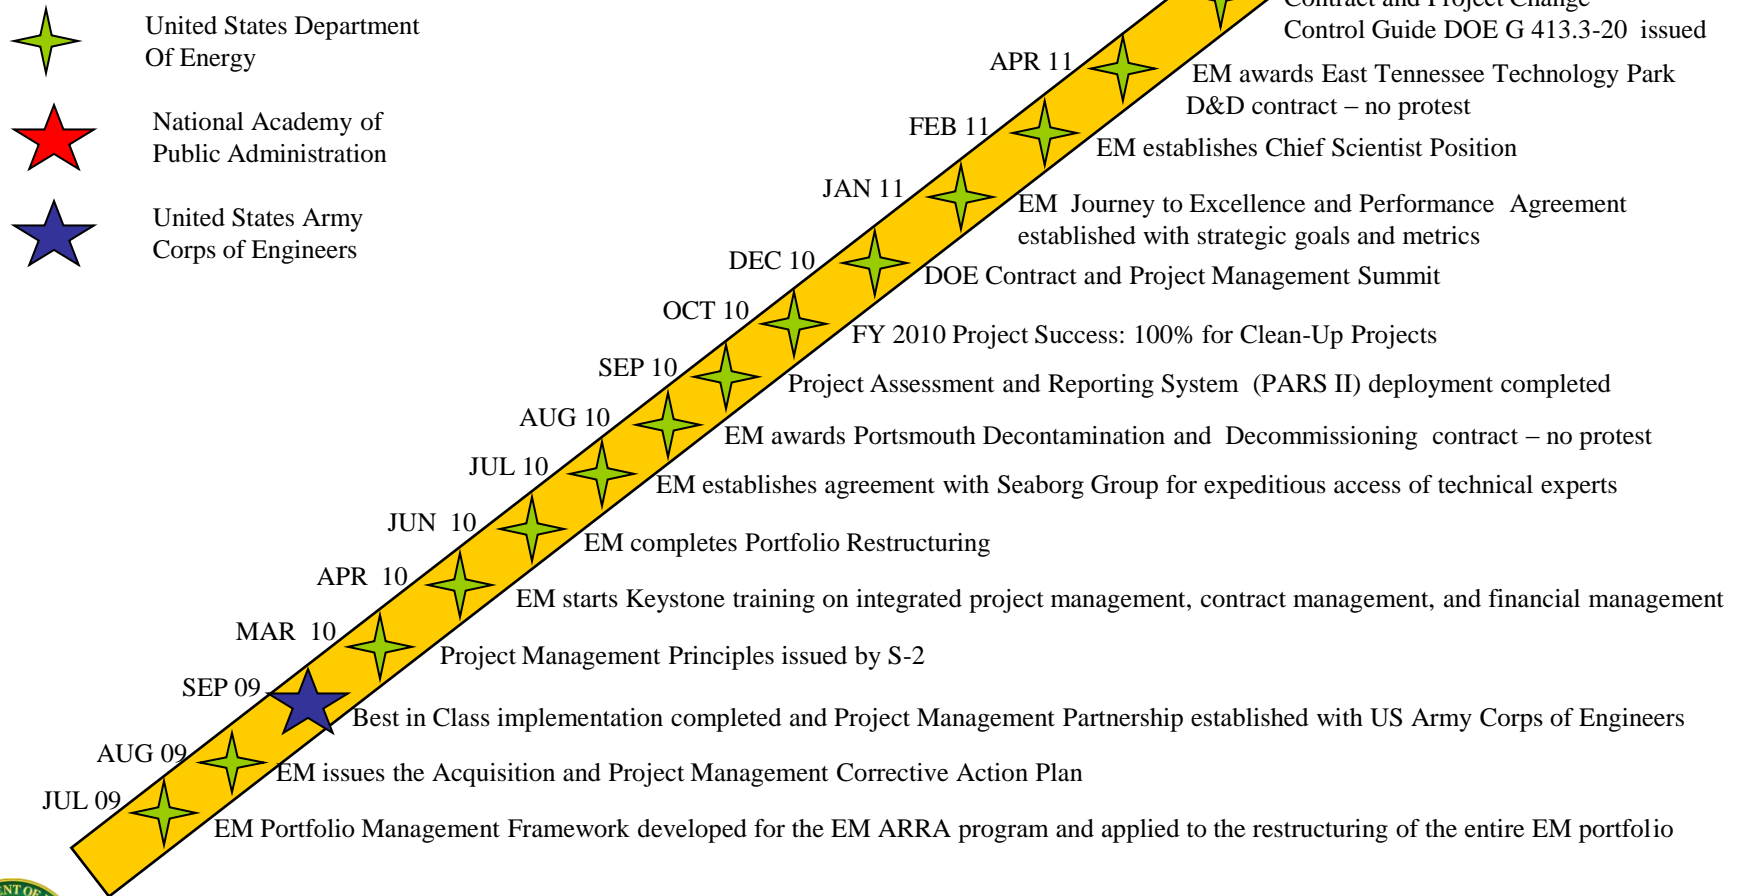 United States Department
Of Energy
National Academy of
Public Administration
United States Army
Corps of Engineers
Contract and Project Change
Control Guide DOE G 413.3-20 issued
APR 11
EM awards East Tennessee Technology Park
D&D contract – no protest
FEB 11
EM establishes Chief Scientist Position
JAN 11
EM Journey to Excellence and Performance Agreement
established with strategic goals and metrics
DEC 10
DOE Contract and Project Management Summit
OCT 10
FY 2010 Project Success: 100% for Clean-Up Projects
SEP 10
Project Assessment and Reporting System (PARS II) deployment completed
AUG 10
EM awards Portsmouth Decontamination and Decommissioning contract – no protest
JUL 10
EM establishes agreement with Seaborg Group for expeditious access of technical experts
JUN 10
EM completes Portfolio Restructuring
APR 10
EM starts Keystone training on integrated project management, contract management, and financial management
MAR 10
Project Management Principles issued by S-2
SEP 09
Best in Class implementation completed and Project Management Partnership established with US Army Corps of Engineers
AUG 09
EM issues the Acquisition and Project Management Corrective Action Plan
JUL 09
EM Portfolio Management Framework developed for the EM ARRA program and applied to the restructuring of the entire EM portfolio